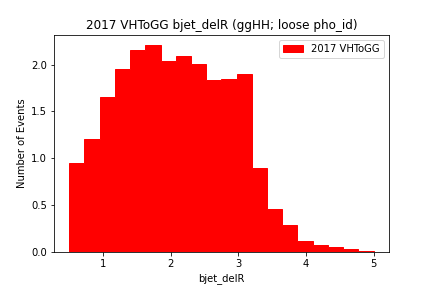 2017 VHToGG bjet_delR (ggHH; loose pho_id)
2017 VHToGG
Number of Events
2.0
1.5
1.0
0.5
0.0
1 2 3 4 5
bjet_delR